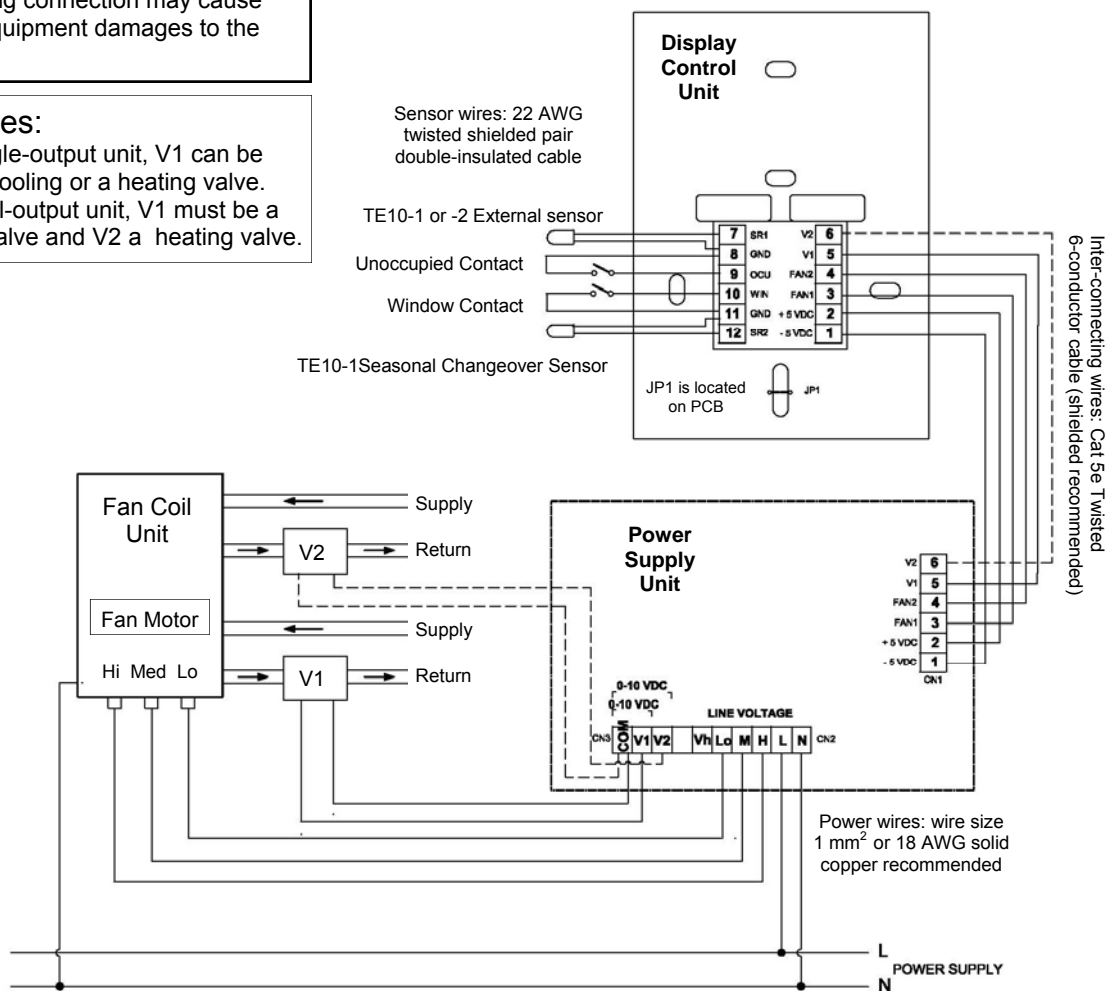 ng connection may cause
quipment damages to the
es:
gle-output unit, V1 can be
ooling or a heating valve.
l-output unit, V1 must be a
alve and V2 a heating valve.
Display
Control
Unit
Sensor wires: 22 AWG
twisted shielded pair
double-insulated cable
TE10-1 or -2 External sensor
Unoccupied Contact
Window Contact
TE10-1Seasonal Changeover Sensor
7 SR1 V2 6
8 GND V1 5
9 OCU FAN2 4
10 WIN FAN1 3
11 GND + 5 VDC 2
12 SR2 - 5 VDC 1
JP1 is located
on PCB
JP1
Inter-connecting wires: Cat 5e Twisted
6-conductor cable (shielded recommended)
Fan Coil
Unit
Fan Motor
Hi Med Lo
Supply
V2
Return
Supply
V1
Return
Power
Supply
Unit
V2 6
V1 5
FAN2 4
FAN1 3
+ 5 VDC 2
- 5 VDC 1
CN1
0-10 VDC
0-10 VDC
LINE VOLTAGE
CN3 COM V1 V2 Vh Lo M H L N CN2
Power wires: wire size
1 mm² or 18 AWG solid
copper recommended
L
POWER SUPPLY
N